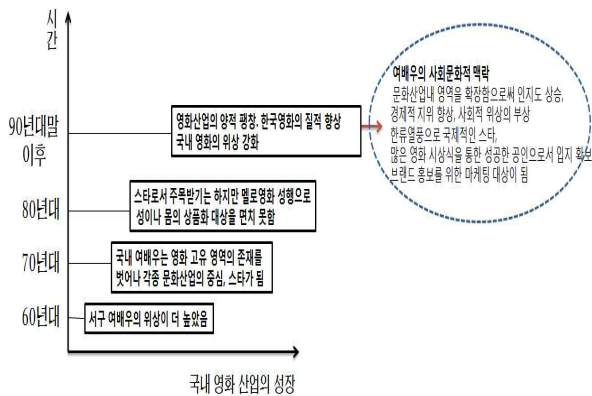 시
간
여배우의 사회문화적 맥락
문화산업내 영역을 확장함으로써 인지도 상승,
경제적 지위 향상, 사회적 위상의 부상
한류열풍으로 국제적인 스타,
많은 영화 시상식을 통한 성공한 공인으로서 입지 확보
브랜드 홍보를 위한 마케팅 대상이 됨
90년대말
이후
영화산업의 양적 팽창· 한국영화의 질적 향상
국내 영화의 위상 강화
80년대
스타로서 주목받기는 하지만 멜로영화 성행으로
성이나 몸의 상품화 대상을 면치 못함
70년대
국내 여배우는 영화 고유 영역의 존재를
벗어나 각종 문화산업의 중심, 스타가 됨
60년대
서구 여배우의 위상이 더 높았음
국내 영화 산업의 성장